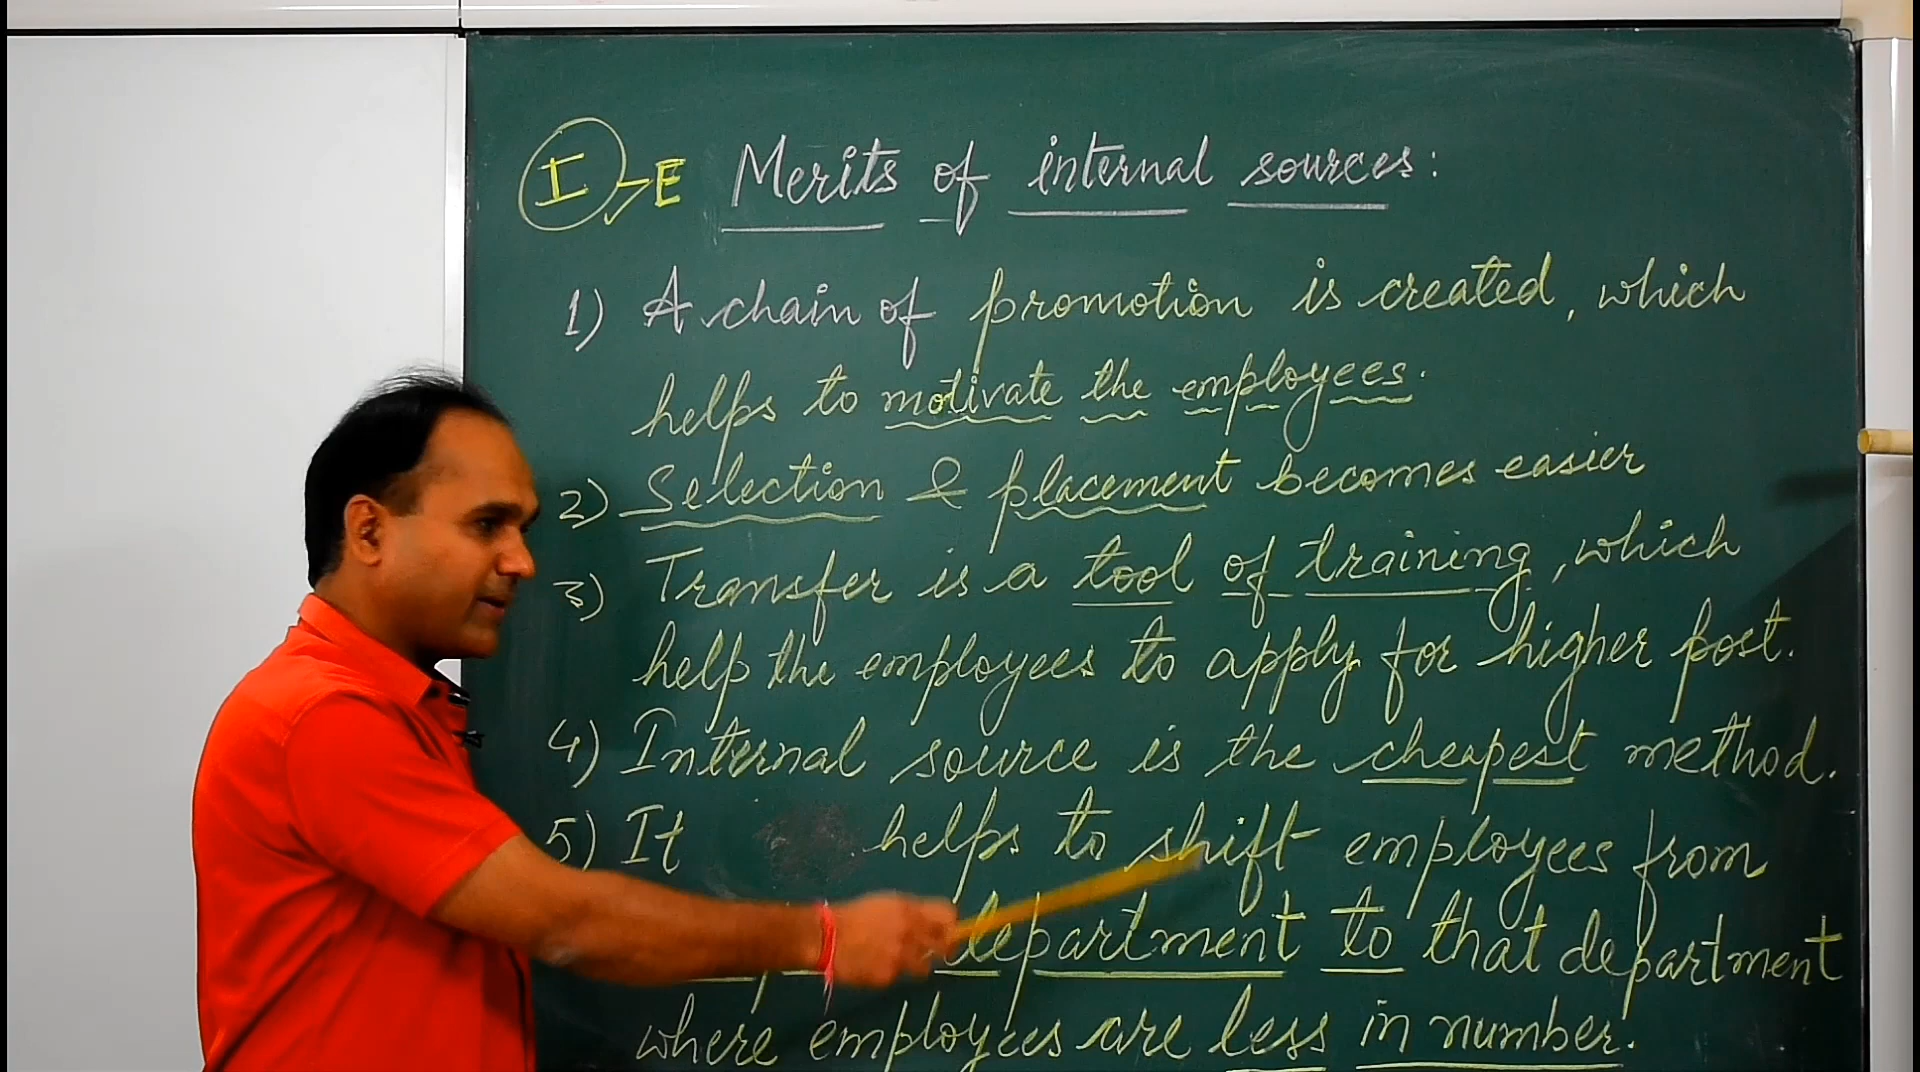 I → E Merits of internal sources:
1) A chain of promotion is created, which
helps to motivate the employees.
2) Selection & placement becomes easier
3) Transfer is a tool of training, which
help the employees to apply for higher post.
4) Internal source is the cheapest method.
5) It helps to shift employees from
department to that department
where employees are less in number.